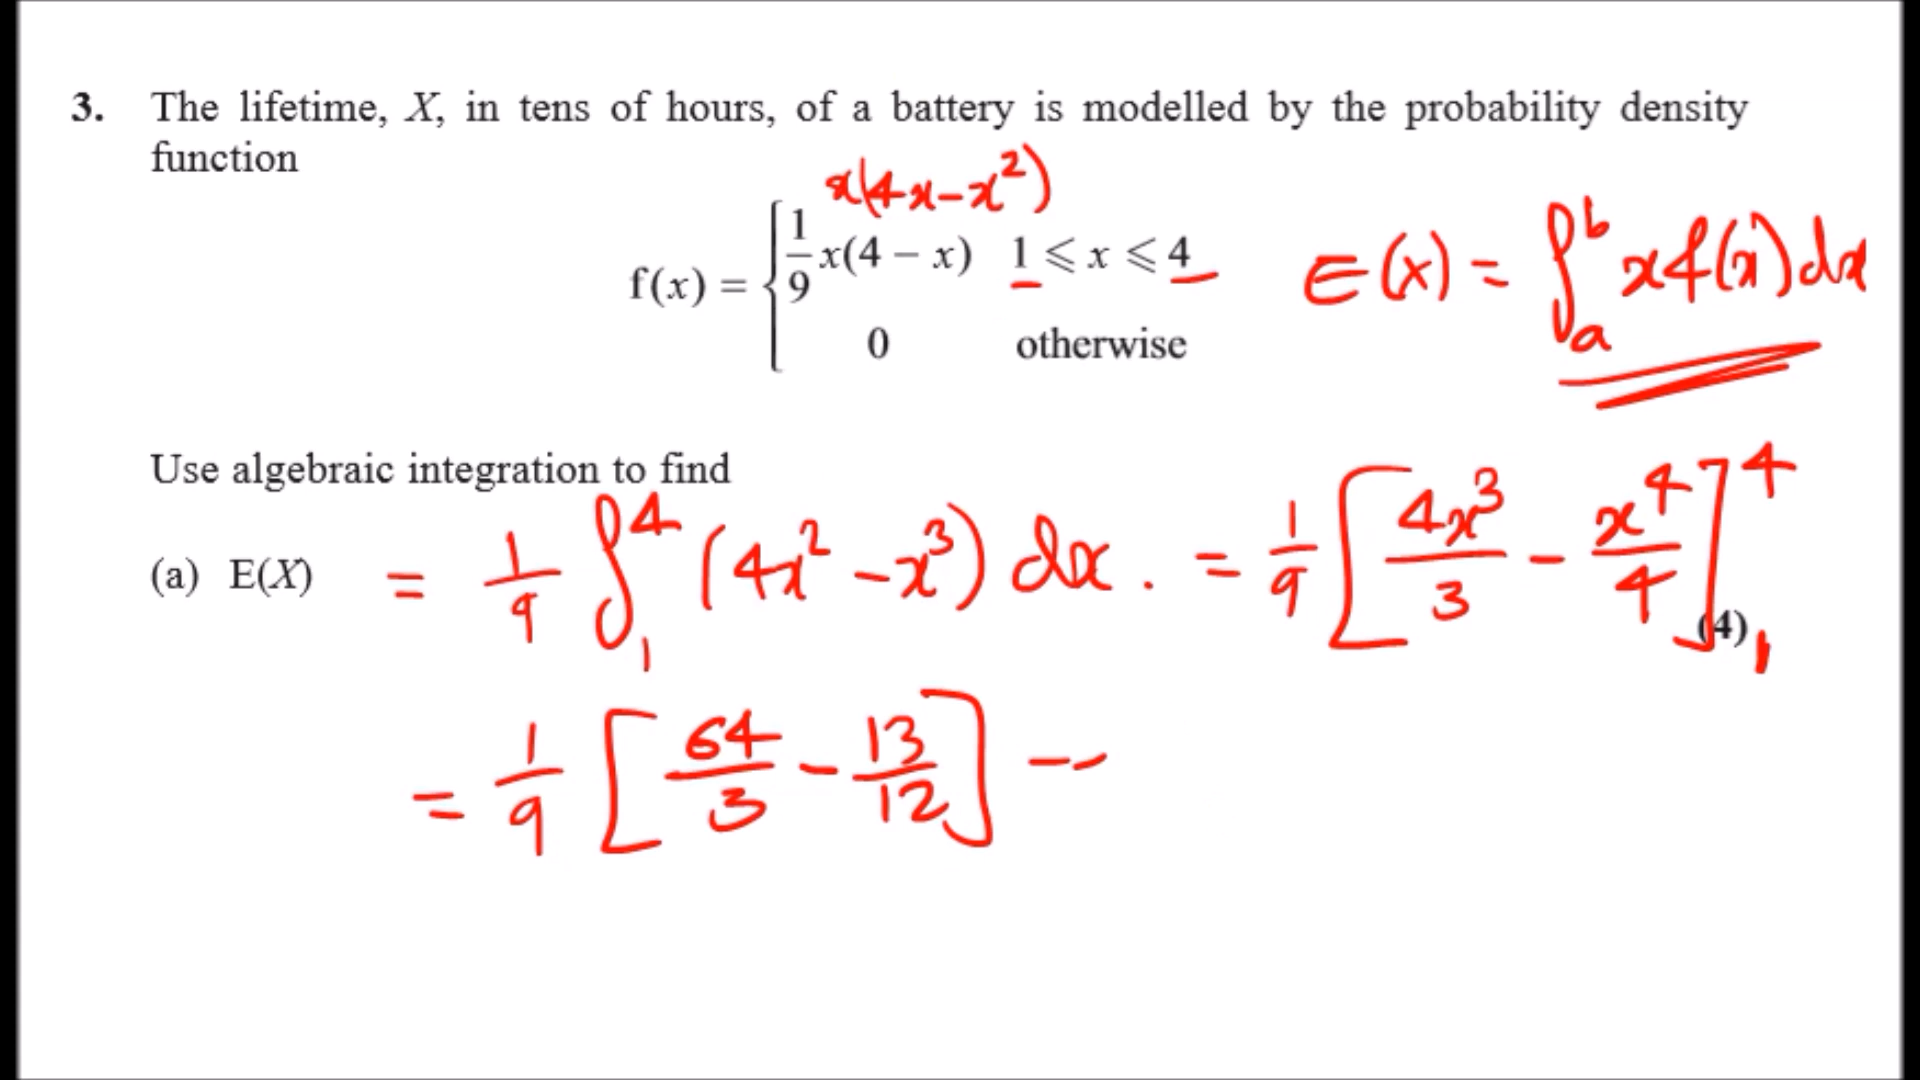 3. The lifetime, X, in tens of hours, of a battery is modelled by the probability density
function
x(4x-x²)
f(x) = { 1/9 x(4 − x) 1 ⩽ x ⩽ 4
0 otherwise
E(x) = ∫ₐᵇ x f(x) dx
Use algebraic integration to find
(a) E(X) = 1/9 ∫₁⁴ (4x² - x³) dx . = 1/9 [ 4x³/3 - x⁴/4 ]₁⁴
(4)
= 1/9 [ 64/3 - 13/12 ] --